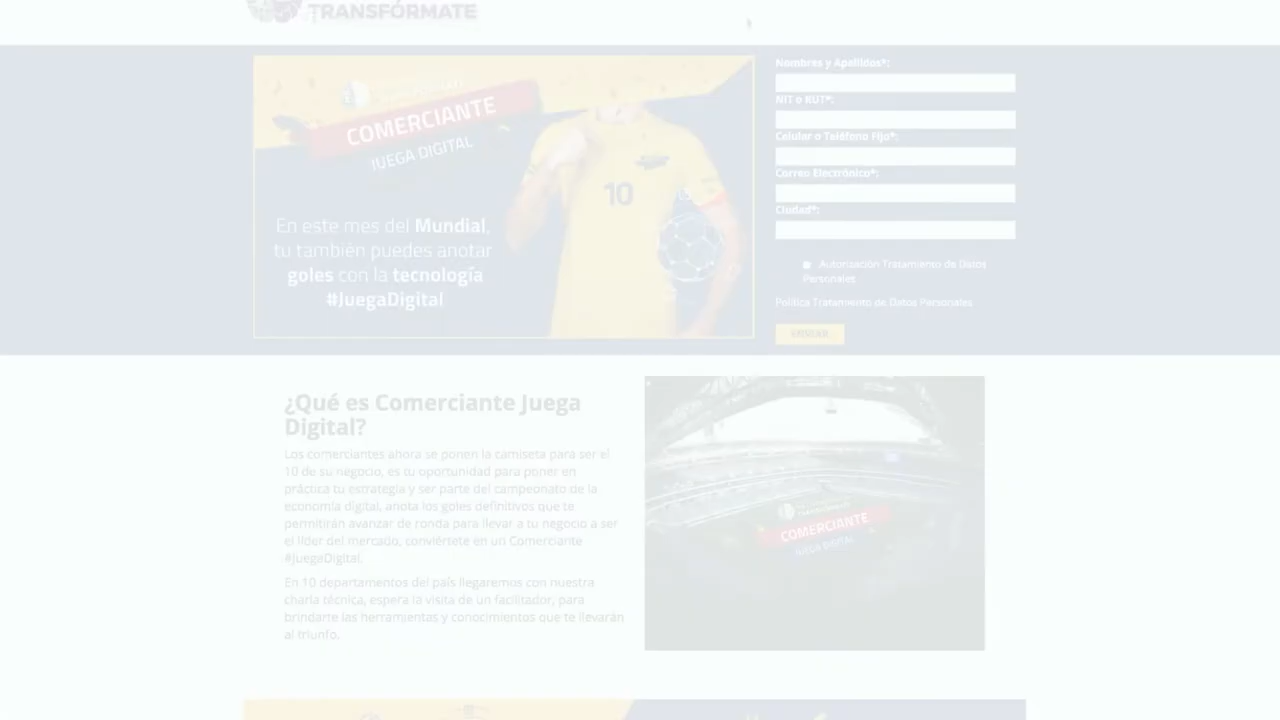 TRANSFÓRMATE
COMERCIANTE
JUEGA DIGITAL
10
En este mes del Mundial,
tu también puedes anotar
goles con la tecnología
#JuegaDigital
Nombres y Apellidos*:
NIT o RUT*:
Celular o Teléfono Fijo*:
Correo Electrónico*:
Ciudad*:
Autorización Tratamiento de Datos
Personales
Política Tratamiento de Datos Personales
¿Qué es Comerciante Juega
Digital?
Los comerciantes ahora se ponen la camiseta para ser el
10 de su negocio, es tu oportunidad para poner en
práctica tu estrategia y ser parte del campeonato de la
economía digital, anota los goles definitivos que te
permitirán avanzar de ronda para llevar a tu negocio a ser
el líder del mercado, conviértete en un Comerciante
#JuegaDigital.
En 10 departamentos del país llegaremos con nuestra
charla técnica, espera la visita de un facilitador, para
brindarte las herramientas y conocimientos que te llevarán
al triunfo.
COMERCIANTE
JUEGA DIGITAL